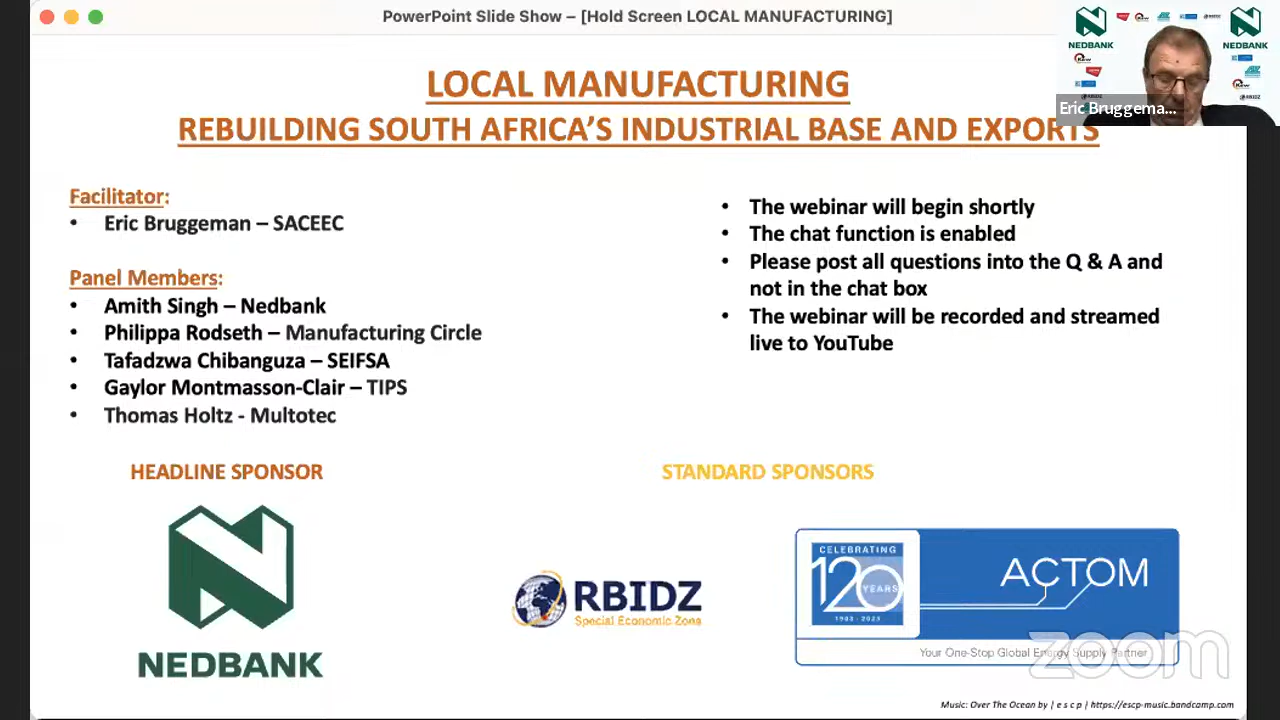 PowerPoint Slide Show – [Hold Screen LOCAL MANUFACTURING]
NEDBANK
NEDBANK
RBIDZ
Eric Bruggema...
LOCAL MANUFACTURING
REBUILDING SOUTH AFRICA'S INDUSTRIAL BASE AND EXPORTS
Facilitator:
• Eric Bruggeman – SACEEC
Panel Members:
• Amith Singh – Nedbank
• Philippa Rodseth – Manufacturing Circle
• Tafadzwa Chibanguza – SEIFSA
• Gaylor Montmasson-Clair – TIPS
• Thomas Holtz - Multotec
• The webinar will begin shortly
• The chat function is enabled
• Please post all questions into the Q & A and
not in the chat box
• The webinar will be recorded and streamed
live to YouTube
HEADLINE SPONSOR
STANDARD SPONSORS
NEDBANK
RBIDZ
Special Economic Zone
CELEBRATING
120
YEARS
1903 - 2023
ACTOM
Your One-Stop Global Energy Supply Partner
zoom
Music: Over The Ocean by | e s c p | https://escp-music.bandcamp.com